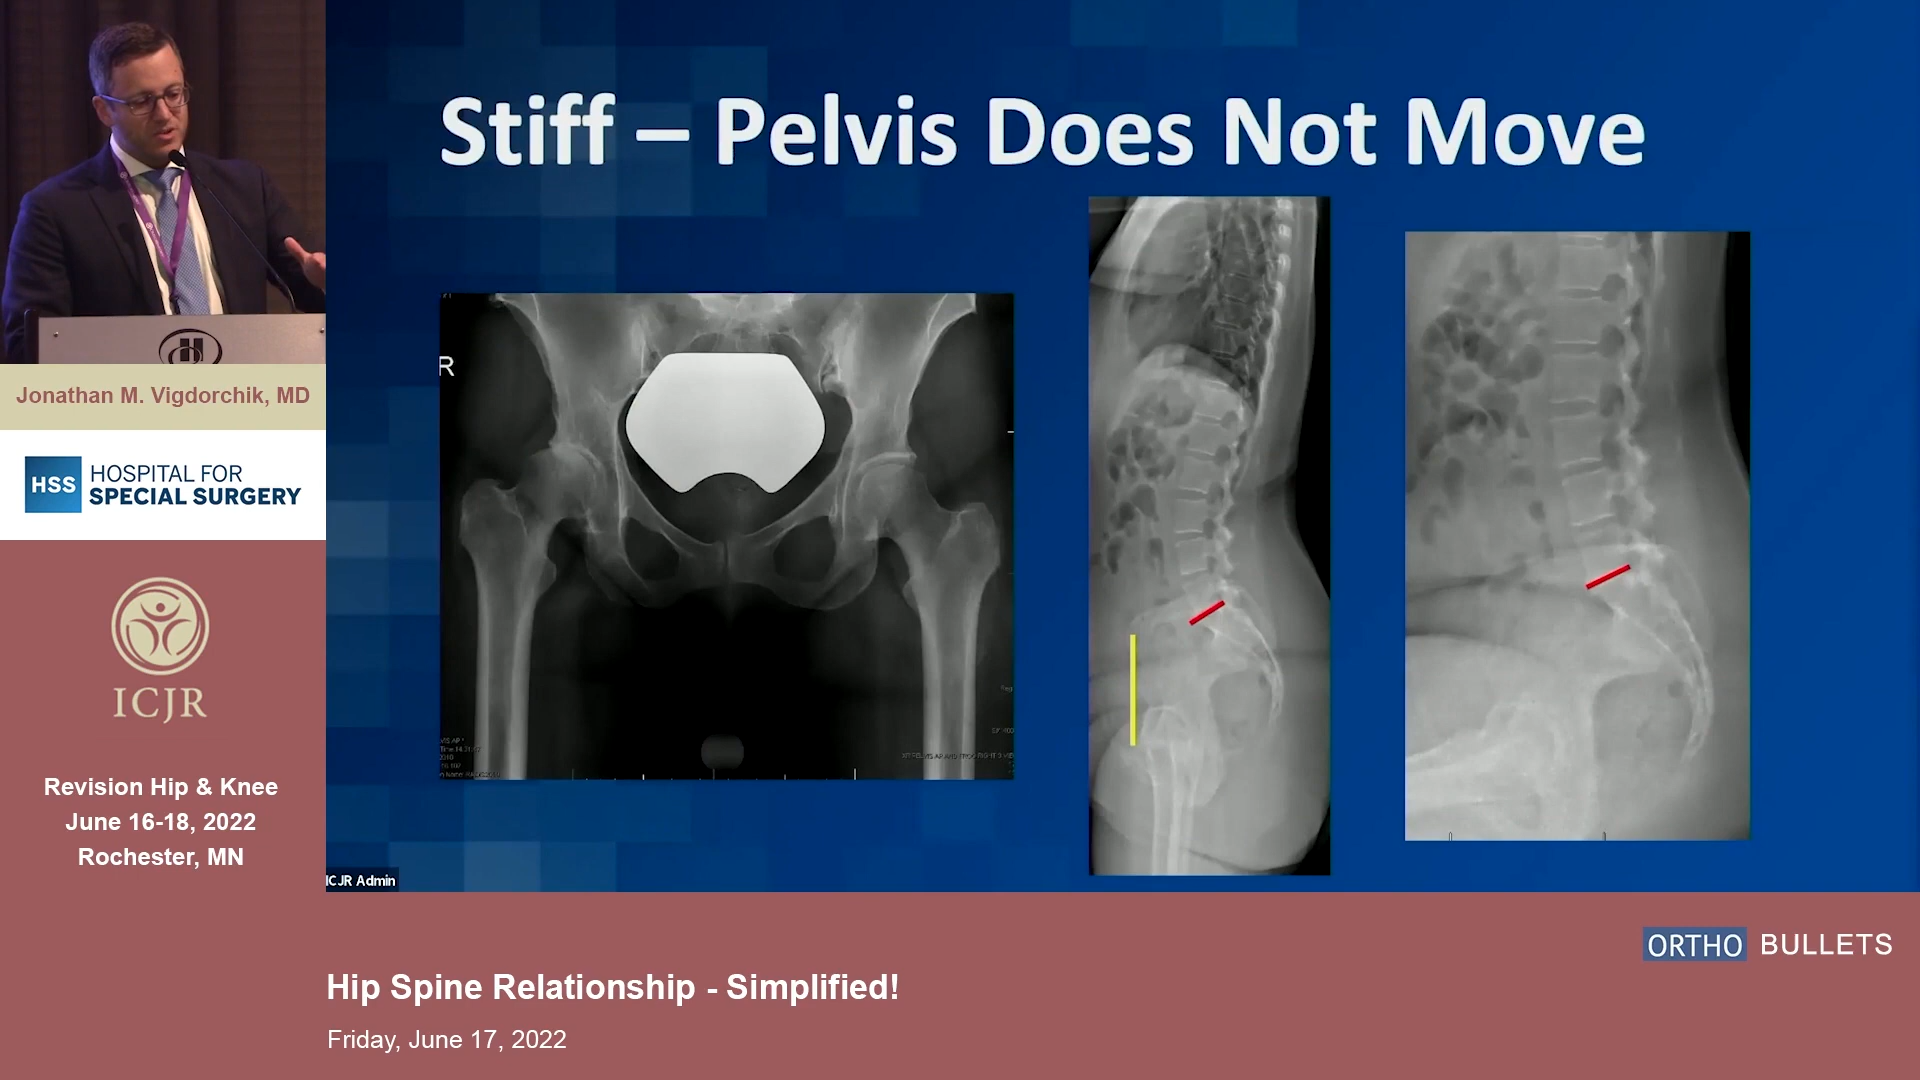 Stiff – Pelvis Does Not Move
R
Jonathan M. Vigdorchik, MD
HSS
HOSPITAL FOR
SPECIAL SURGERY
ICJR
Revision Hip & Knee
June 16-18, 2022
Rochester, MN
ICJR Admin
ORTHO BULLETS
Hip Spine Relationship - Simplified!
Friday, June 17, 2022